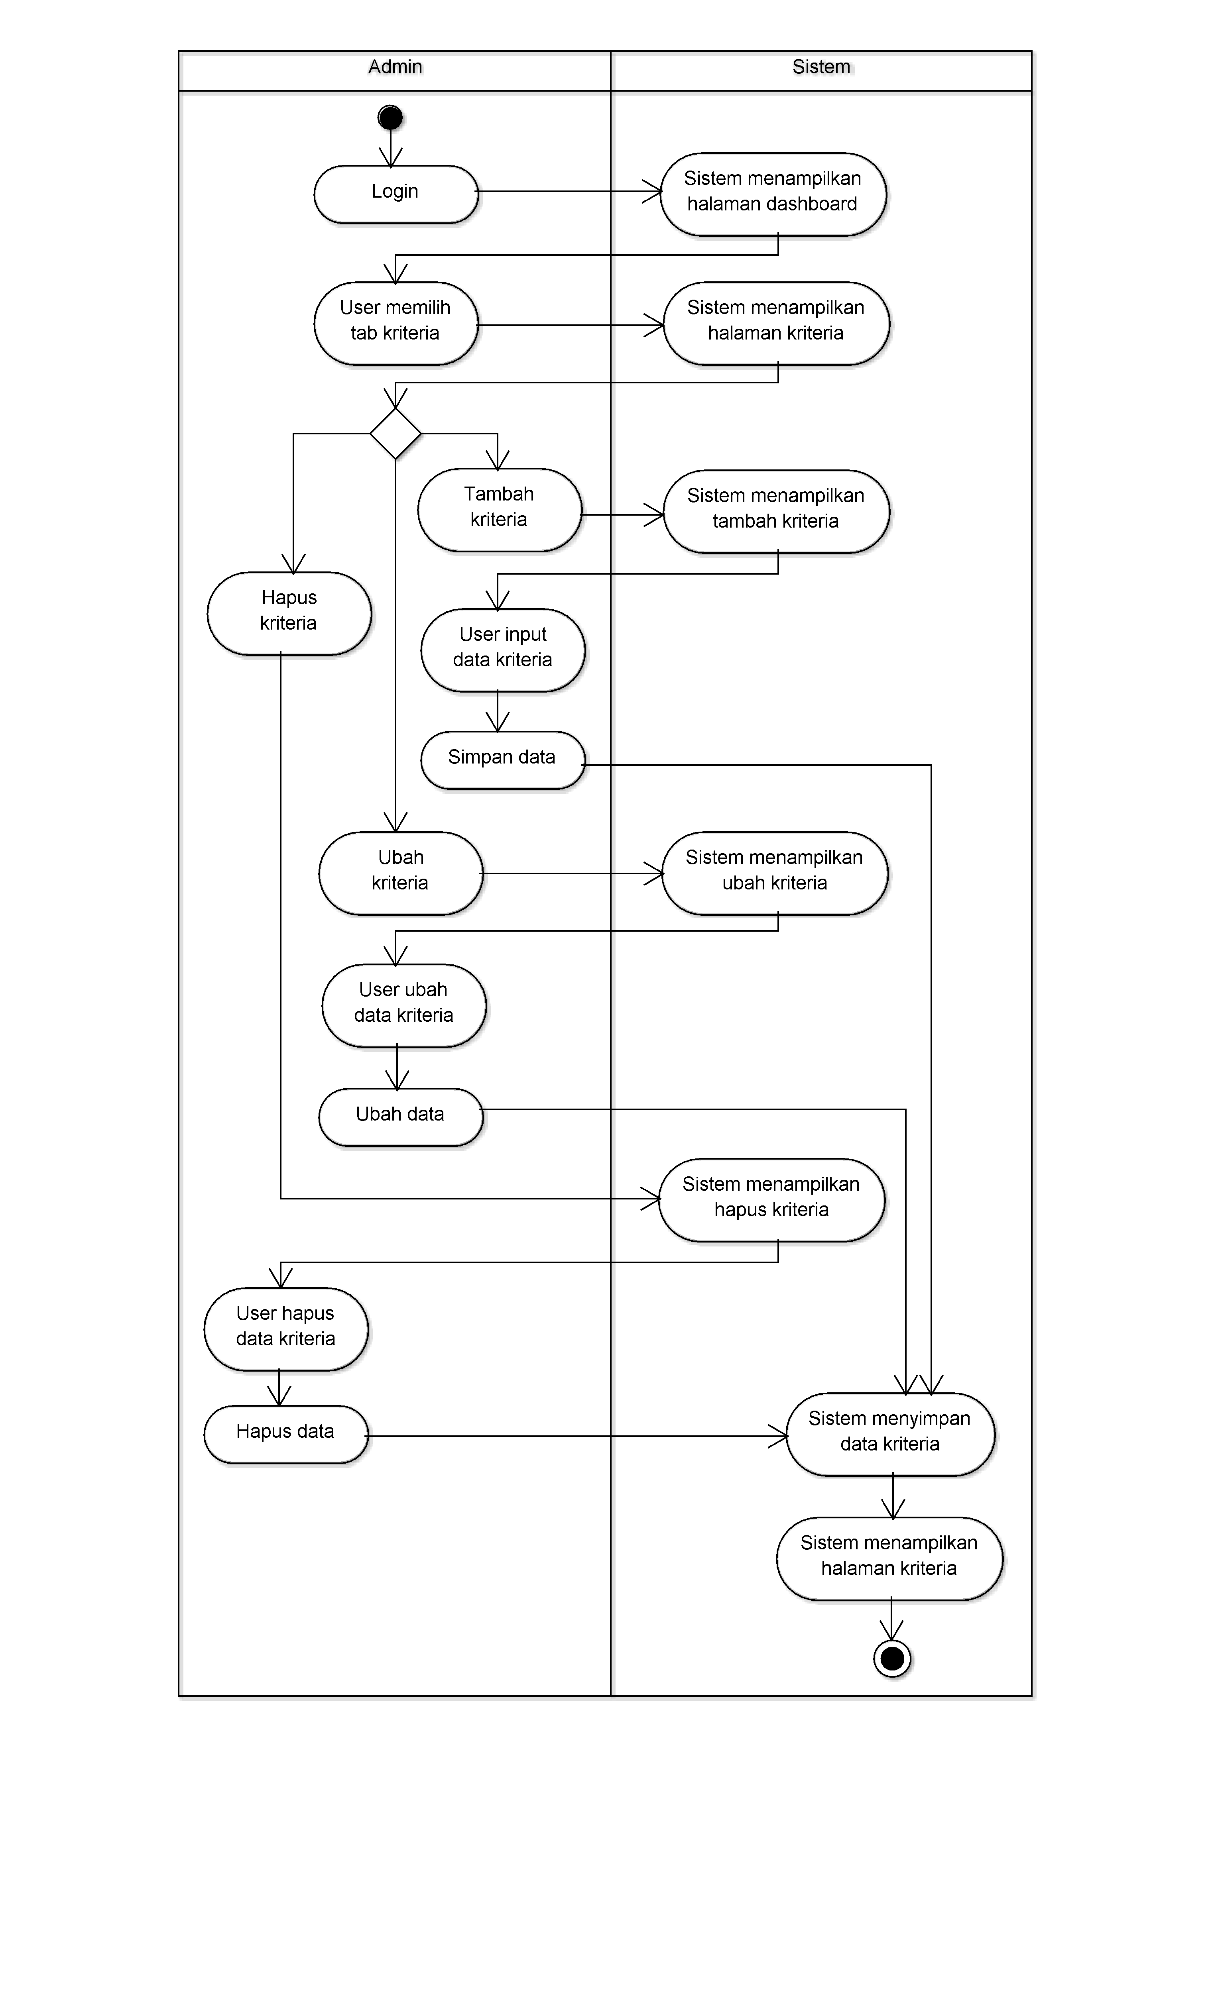 Admin
Sistem
Login
Sistem menampilkan
halaman dashboard
User memilih
tab kriteria
Sistem menampilkan
halaman kriteria
Tambah
kriteria
Sistem menampilkan
tambah kriteria
Hapus
kriteria
User input
data kriteria
Simpan data
Ubah
kriteria
Sistem menampilkan
ubah kriteria
User ubah
data kriteria
Ubah data
Sistem menampilkan
hapus kriteria
User hapus
data kriteria
Hapus data
Sistem menyimpan
data kriteria
Sistem menampilkan
halaman kriteria